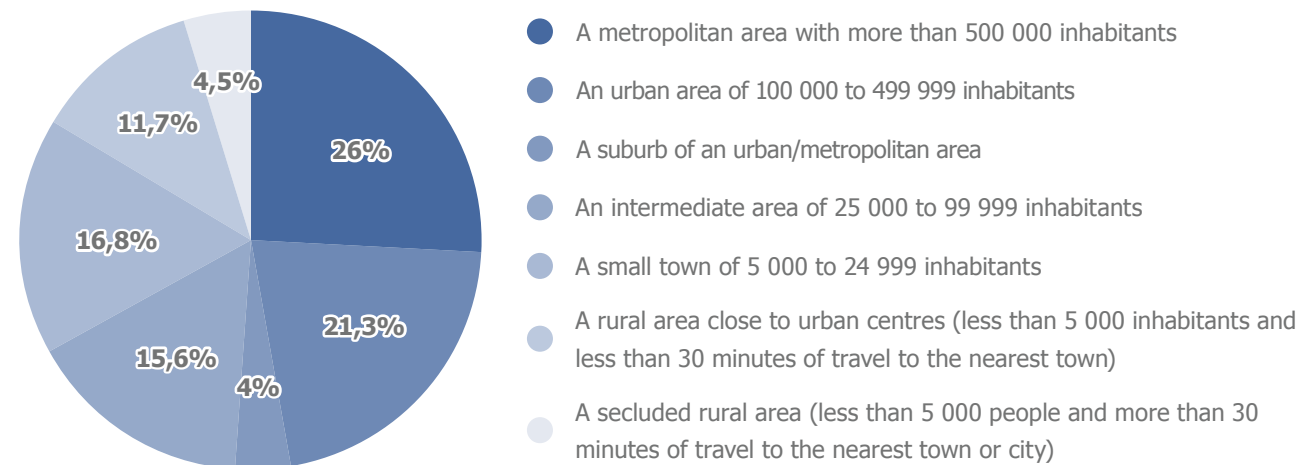 4,5%
11,7%
26%
16,8%
21,3%
15,6%
4%
A metropolitan area with more than 500 000 inhabitants
An urban area of 100 000 to 499 999 inhabitants
A suburb of an urban/metropolitan area
An intermediate area of 25 000 to 99 999 inhabitants
A small town of 5 000 to 24 999 inhabitants
A rural area close to urban centres (less than 5 000 inhabitants and
less than 30 minutes of travel to the nearest town)
A secluded rural area (less than 5 000 people and more than 30
minutes of travel to the nearest town or city)